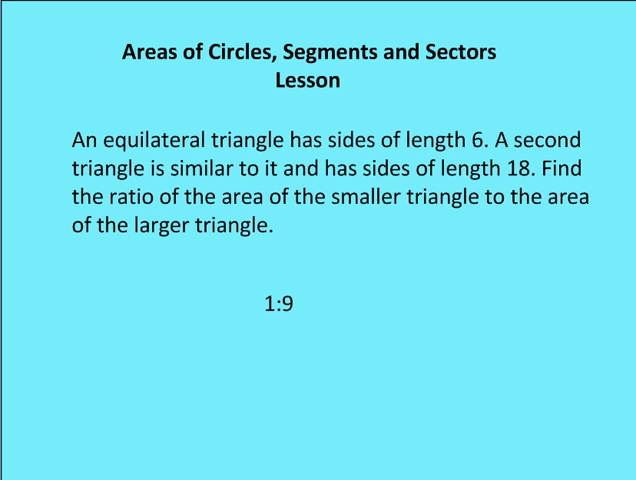 Areas of Circles, Segments and Sectors
Lesson
An equilateral triangle has sides of length 6. A second
triangle is similar to it and has sides of length 18. Find
the ratio of the area of the smaller triangle to the area
of the larger triangle.
1:9